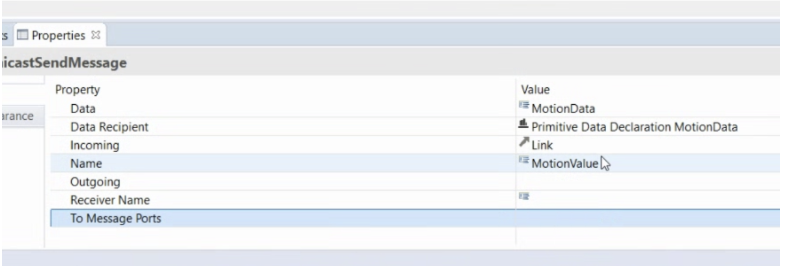 Properties
icastSendMessage
Property Value
arance
Data MotionData
Data Recipient Primitive Data Declaration MotionData
Incoming Link
Name MotionValue
Outgoing
Receiver Name
To Message Ports